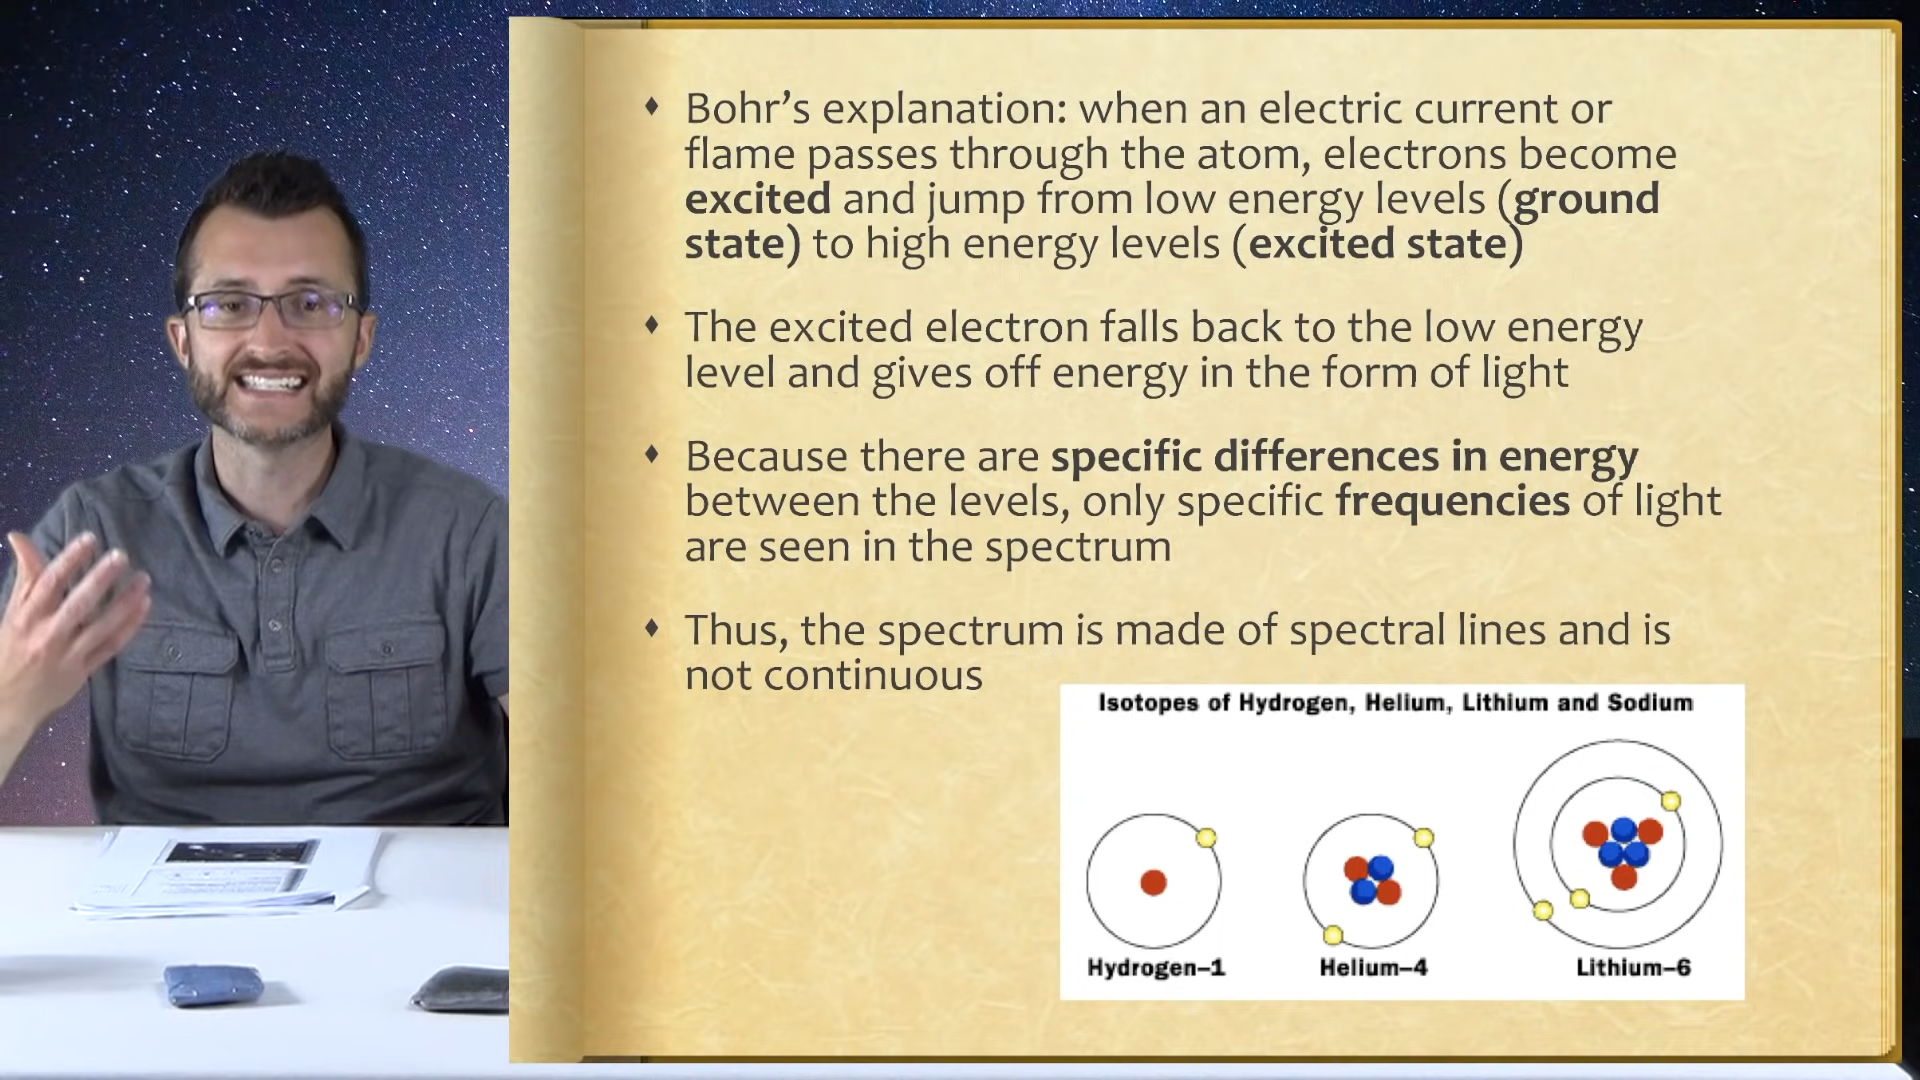 ♦ Bohr’s explanation: when an electric current or
flame passes through the atom, electrons become
excited and jump from low energy levels (ground
state) to high energy levels (excited state)
♦ The excited electron falls back to the low energy
level and gives off energy in the form of light
♦ Because there are specific differences in energy
between the levels, only specific frequencies of light
are seen in the spectrum
♦ Thus, the spectrum is made of spectral lines and is
not continuous
Isotopes of Hydrogen, Helium, Lithium and Sodium
Hydrogen–1
Helium–4
Lithium–6